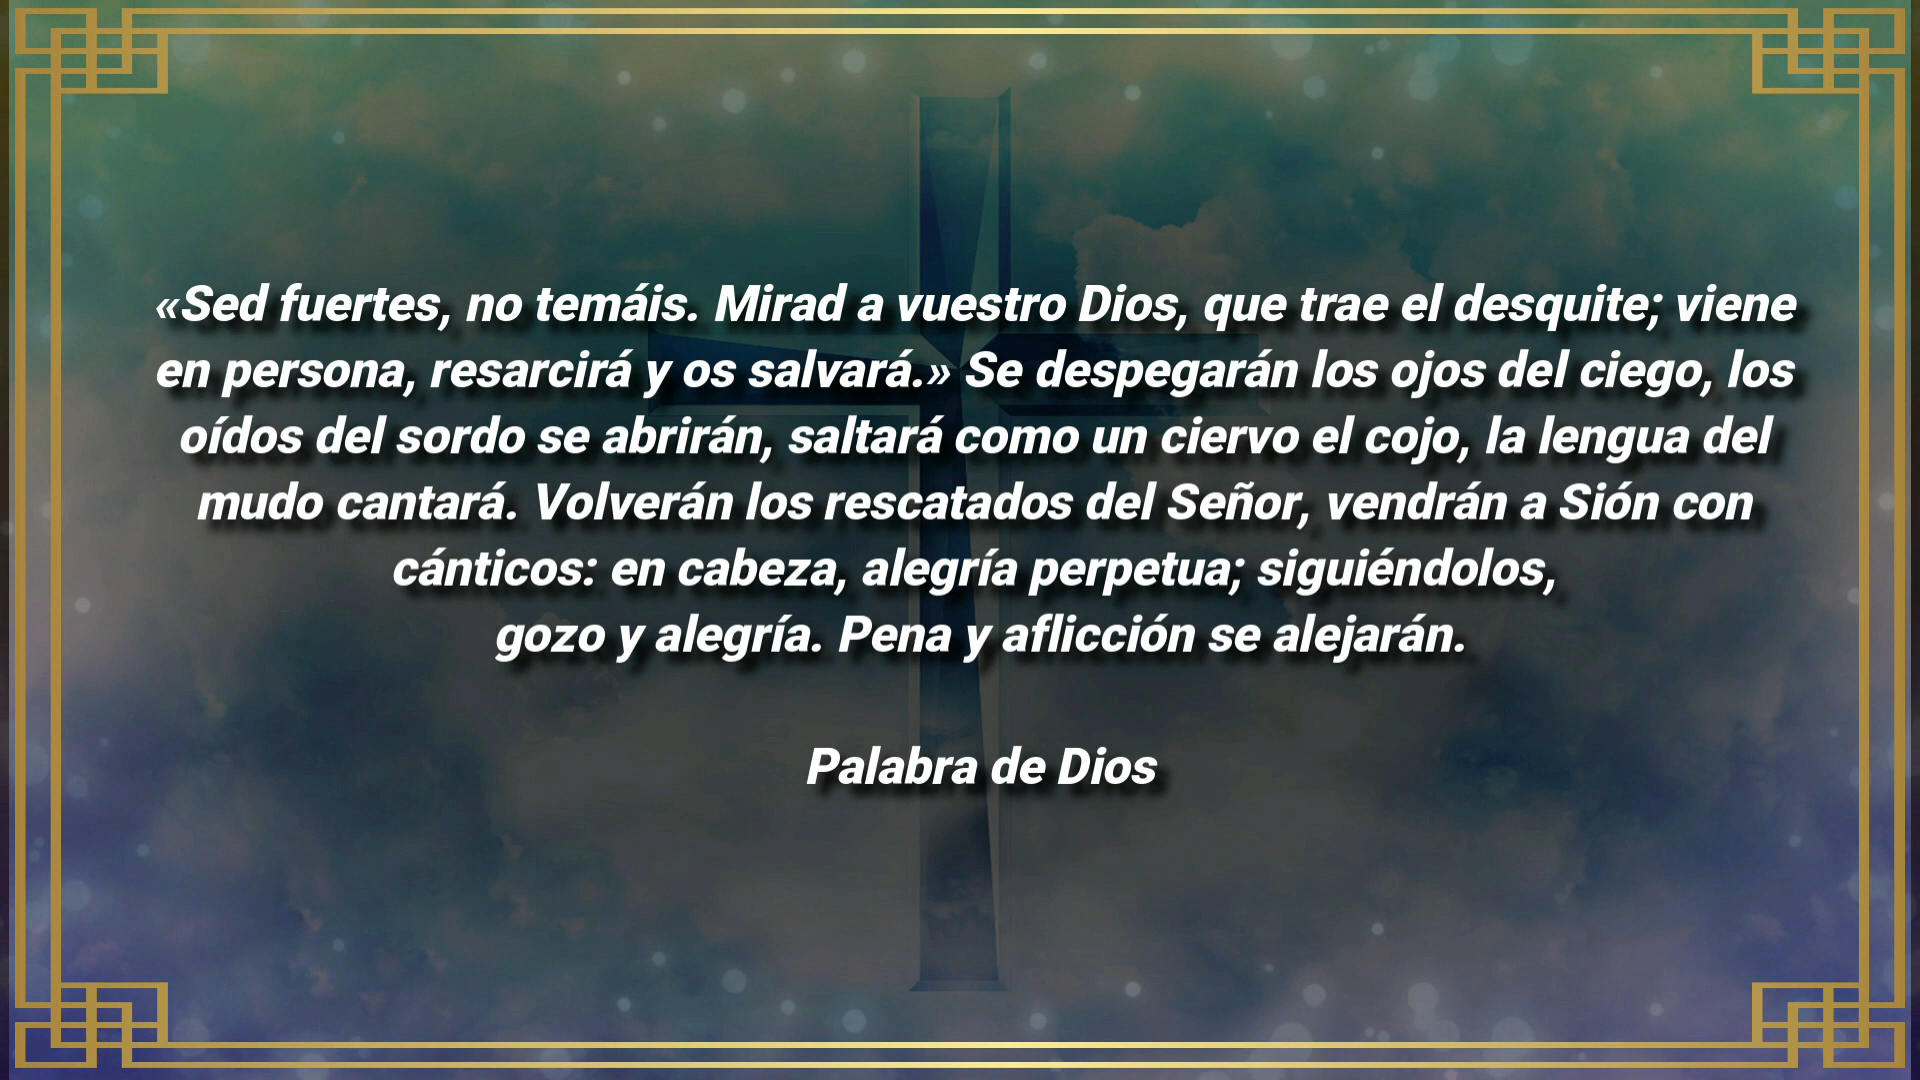 «Sed fuertes, no temáis. Mirad a vuestro Dios, que trae el desquite; viene
en persona, resarcirá y os salvará.» Se despegarán los ojos del ciego, los
oídos del sordo se abrirán, saltará como un ciervo el cojo, la lengua del
mudo cantará. Volverán los rescatados del Señor, vendrán a Sión con
cánticos: en cabeza, alegría perpetua; siguiéndolos,
gozo y alegría. Pena y aflicción se alejarán.
Palabra de Dios